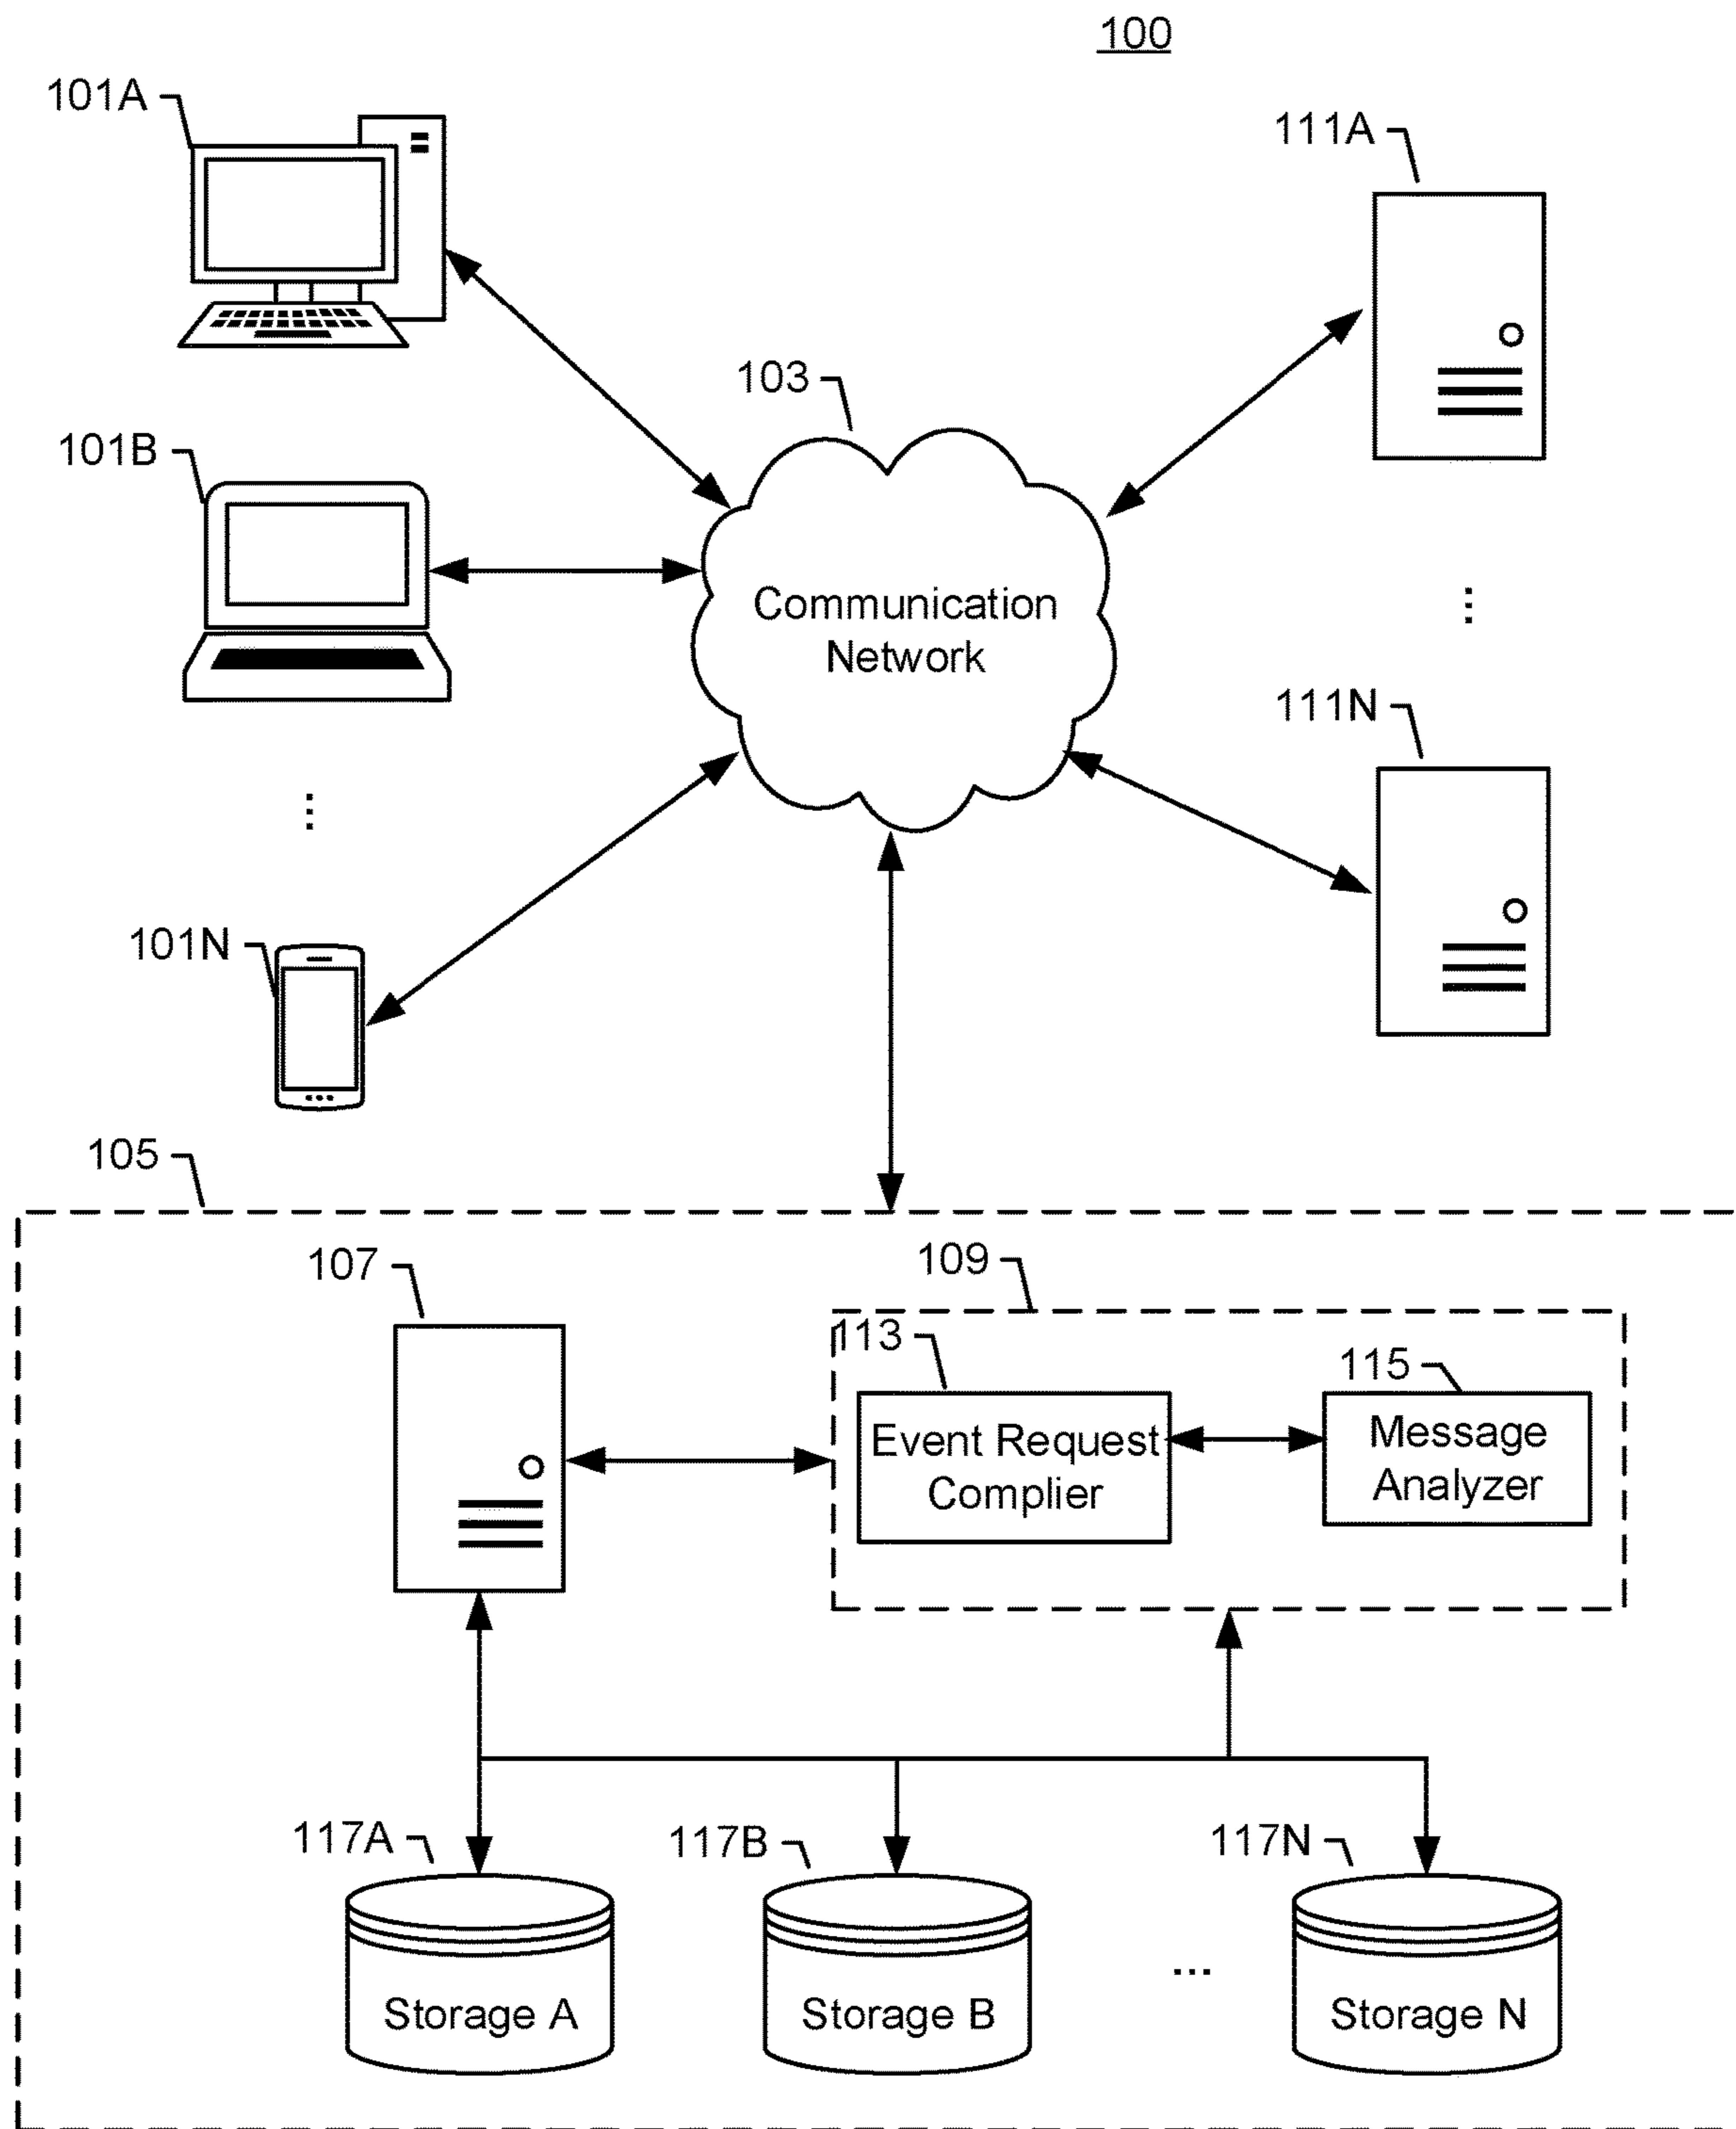 100
101A
111A
103
101B
Communication
Network
111N
101N
105
107
109
113
115
Event Request
Complier
Message
Analyzer
117A
117B
117N
Storage A
Storage B
...
Storage N